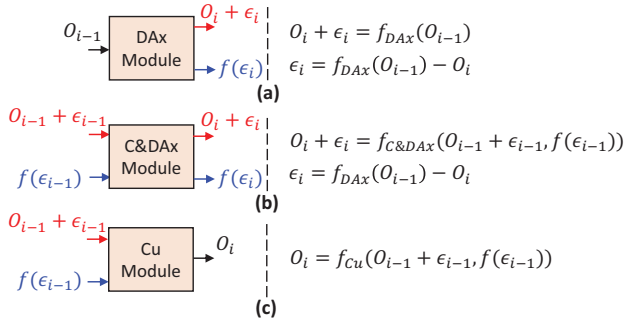 O_{i-1} DAx Module O_i + ϵ_i f(ϵ_i) O_i + ϵ_i = f_{DAx}(O_{i-1})
ϵ_i = f_{DAx}(O_{i-1}) − O_i
(a)
O_{i-1} + ϵ_{i-1} f(ϵ_{i-1}) C&DAx Module O_i + ϵ_i f(ϵ_i) O_i + ϵ_i = f_{C&DAx}(O_{i-1} + ϵ_{i-1}, f(ϵ_{i-1}))
ϵ_i = f_{DAx}(O_{i-1}) − O_i
(b)
O_{i-1} + ϵ_{i-1} f(ϵ_{i-1}) Cu Module O_i O_i = f_{Cu}(O_{i-1} + ϵ_{i-1}, f(ϵ_{i-1}))
(c)